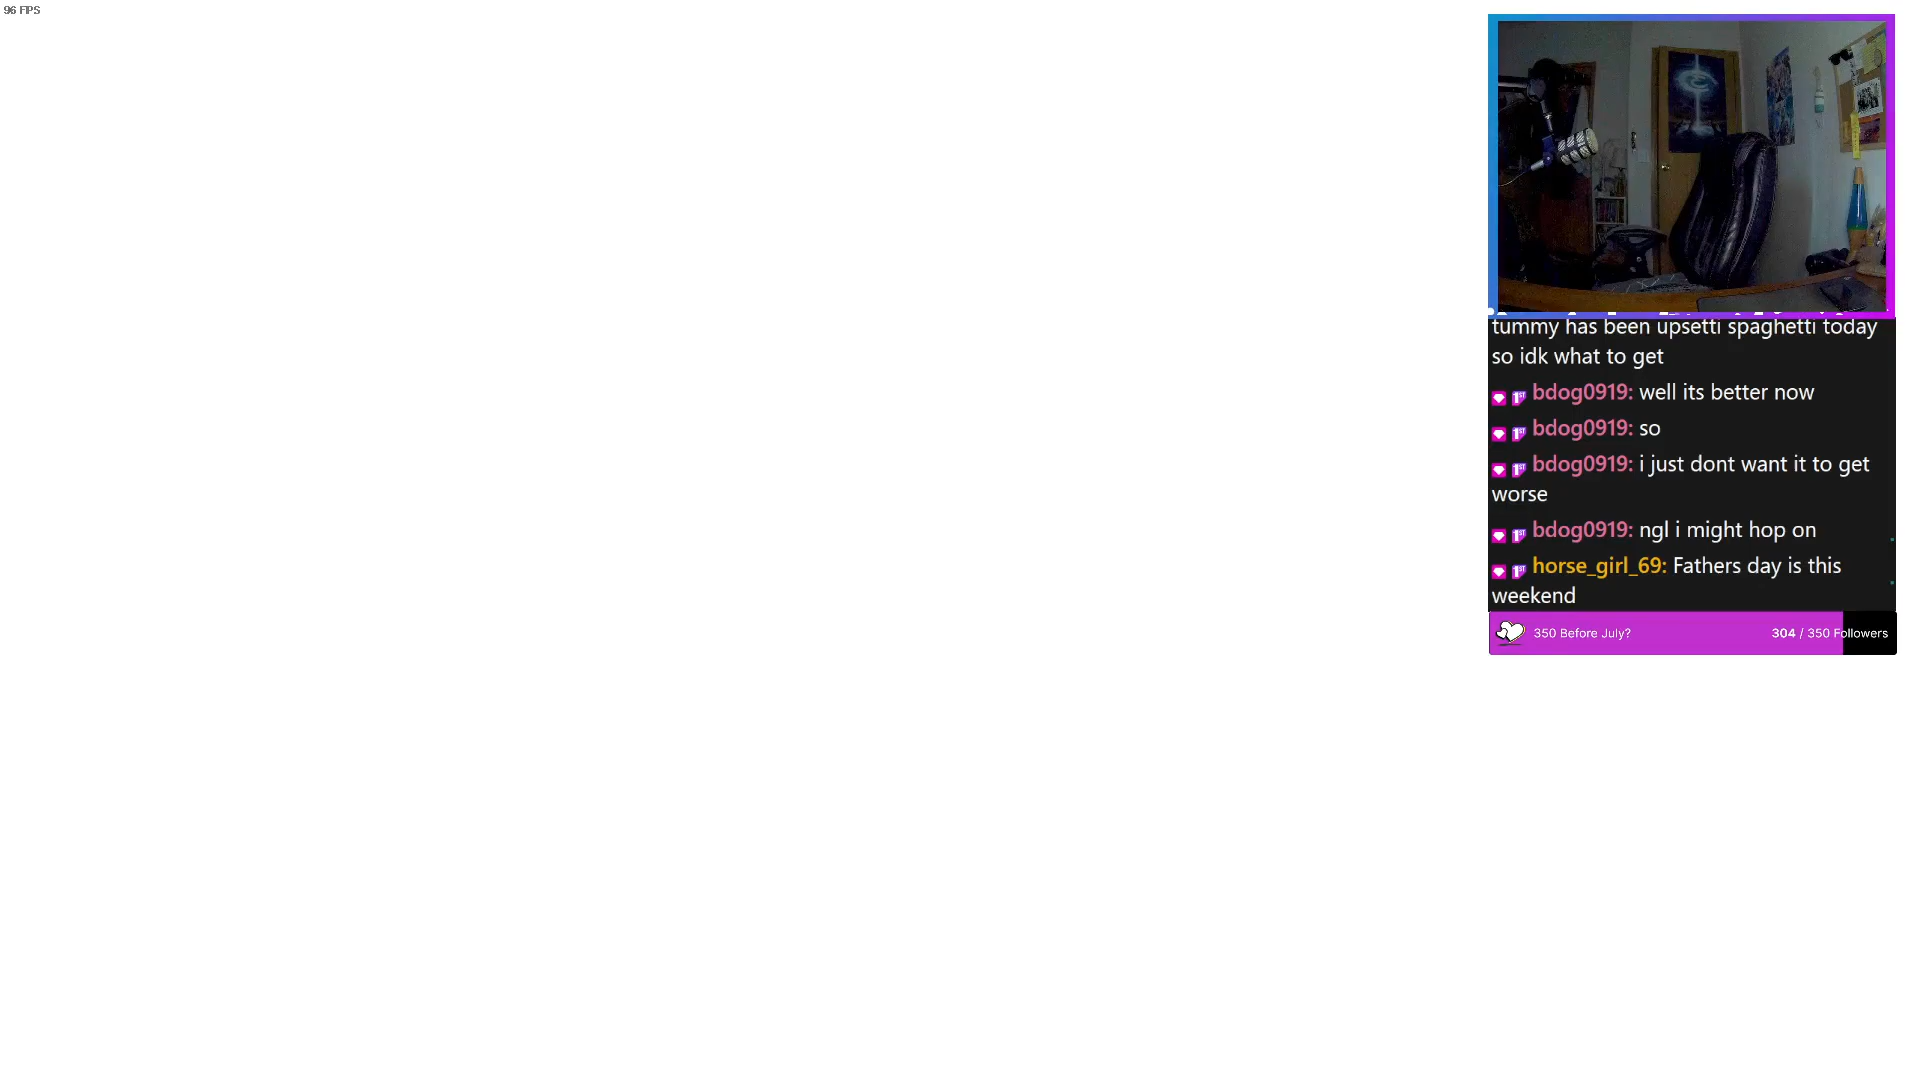 96 FPS
tummy has been upsetti spaghetti today
so idk what to get
bdog0919: well its better now
bdog0919: so
bdog0919: i just dont want it to get
worse
bdog0919: ngl i might hop on
horse_girl_69: Fathers day is this
weekend
350 Before July? 304 / 350 Followers